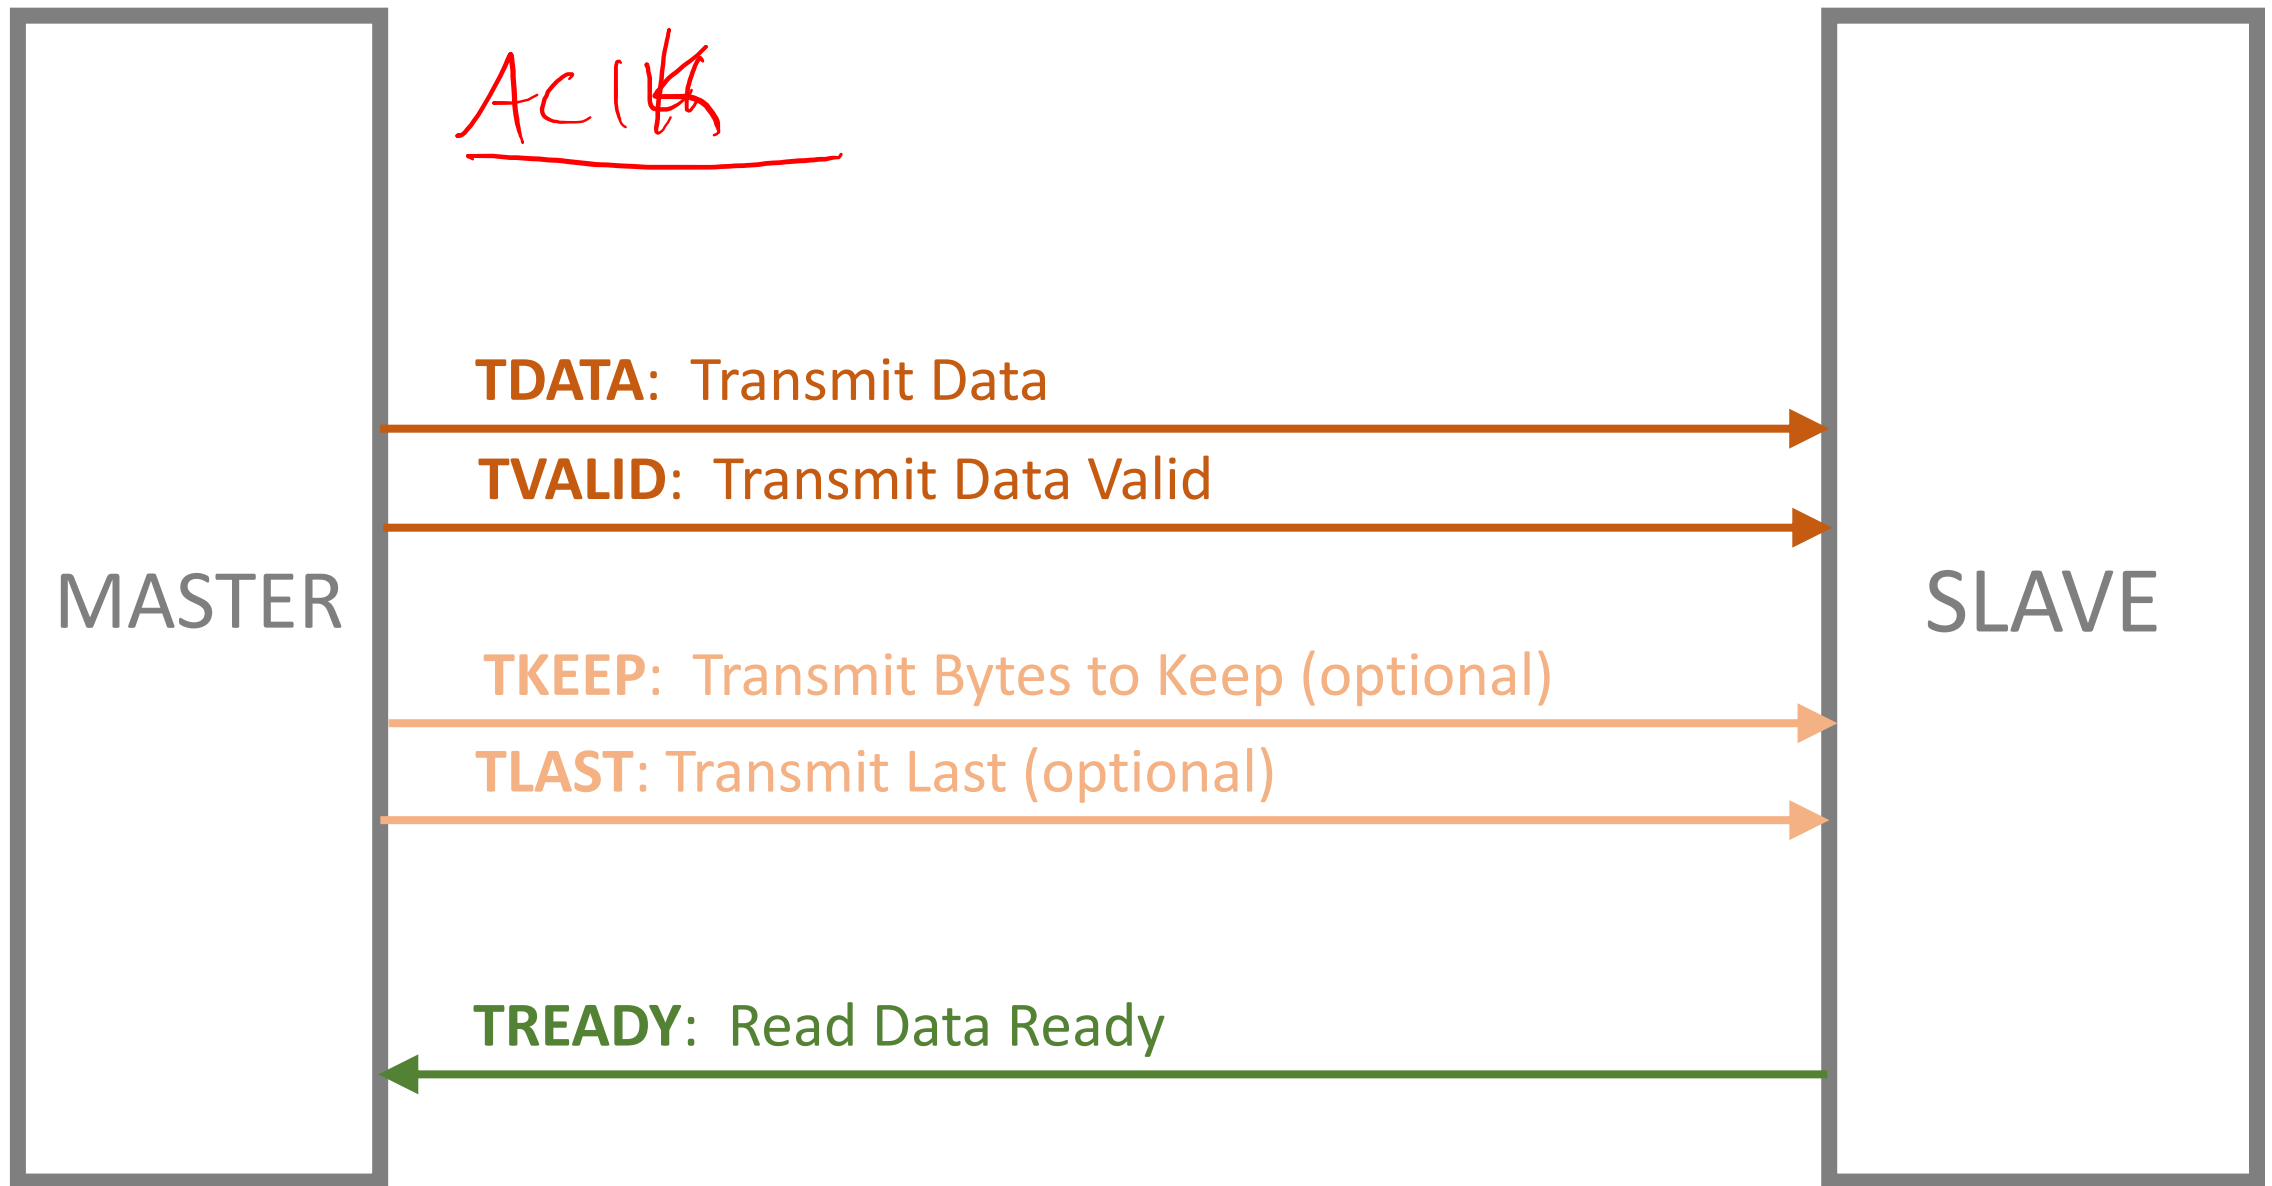 AClk
TDATA: Transmit Data
TVALID: Transmit Data Valid
MASTER
SLAVE
TKEEP: Transmit Bytes to Keep (optional)
TLAST: Transmit Last (optional)
TREADY: Read Data Ready